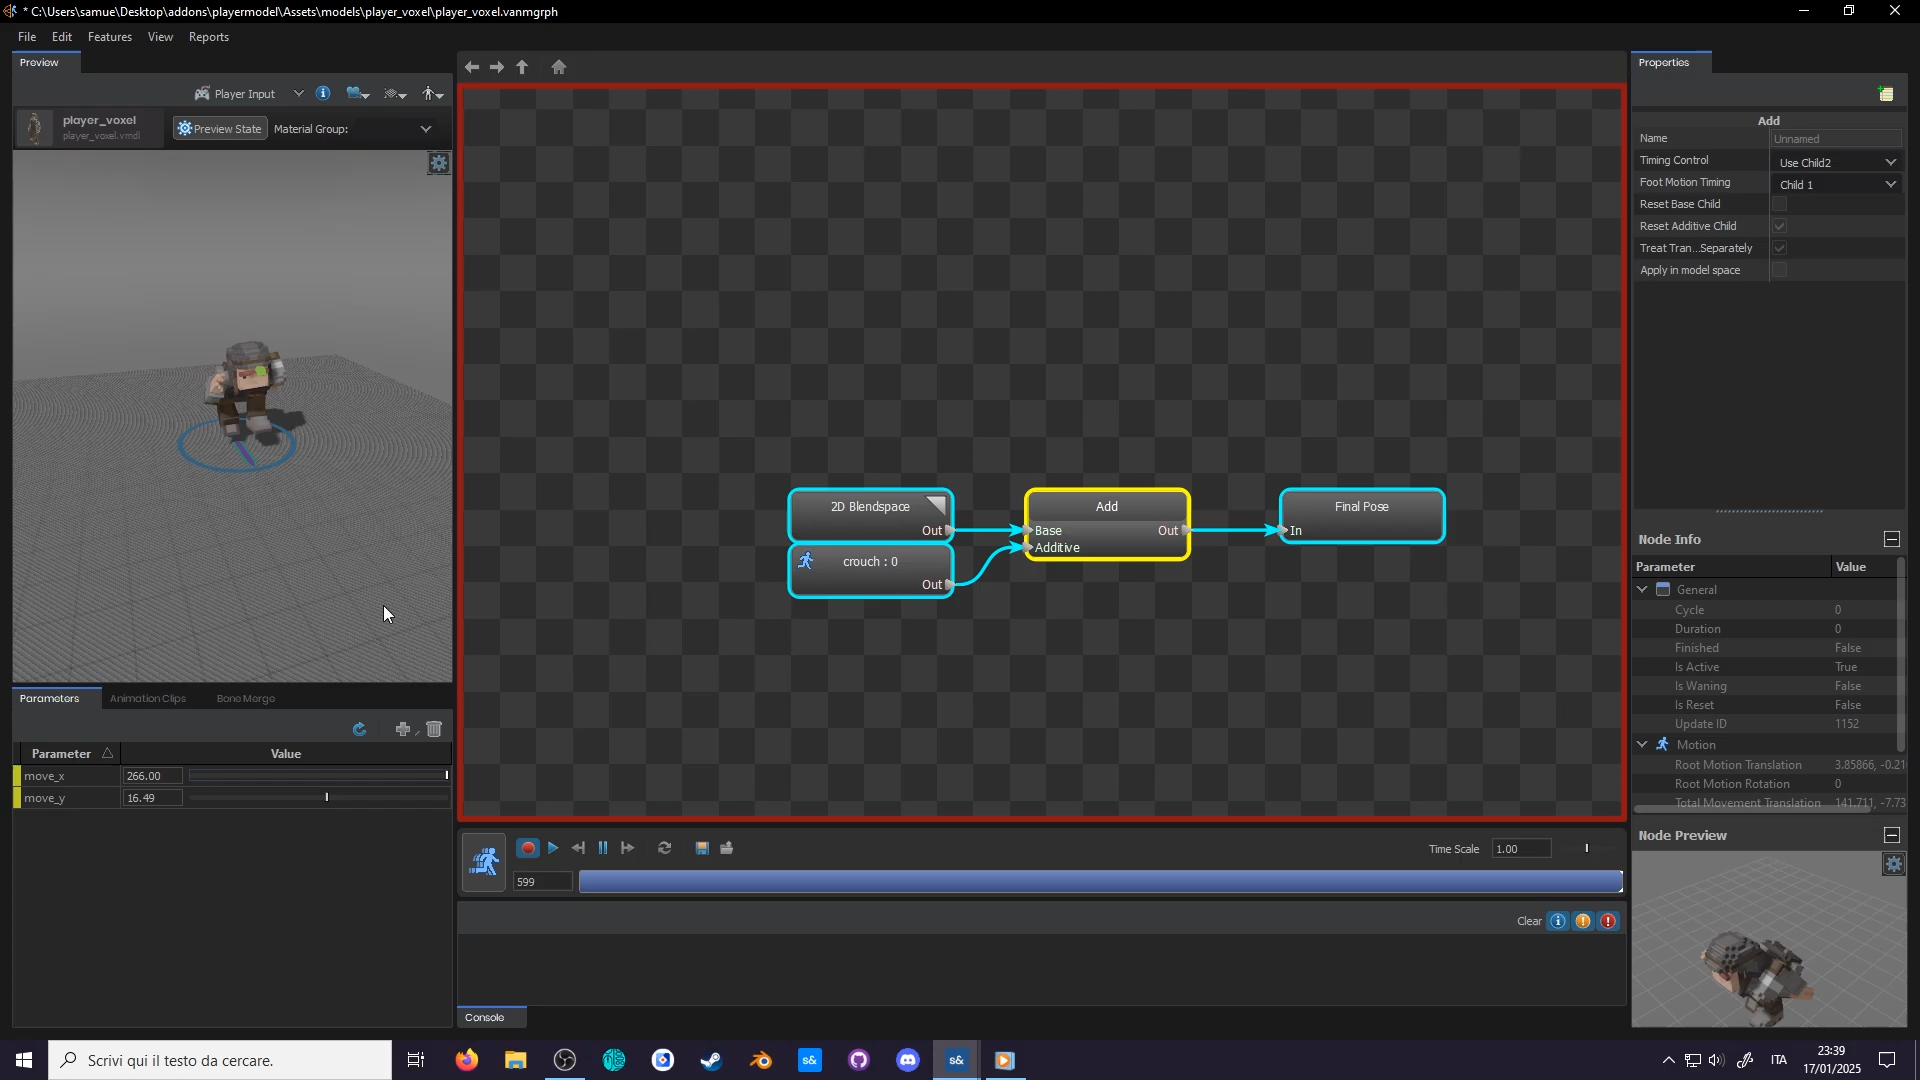 * C:\Users\samue\Desktop\addons\playermodel\Assets\models\player_voxel\player_voxel.vanmgrph
File Edit Features View Reports
Preview
Player Input
player_voxel
player_voxel.vmdl
Preview State
Material Group:
2D Blendspace
Out
crouch : 0
Out
Add
Base Out
Additive
Final Pose
In
Parameters Animation Clips Bone Merge
Parameter Value
move_x 266.00
move_y 16.49
599
Time Scale 1.00
Clear
Console
Properties
Add
Name Unnamed
Timing Control Use Child2
Foot Motion Timing Child 1
Reset Base Child
Reset Additive Child
Treat Tran...Separately
Apply in model space
Node Info
Parameter Value
General
Cycle 0
Duration 0
Finished False
Is Active True
Is Waning False
Is Reset False
Update ID 1152
Motion
Root Motion Translation 3.85866, -0.21
Root Motion Rotation 0
Total Movement Translation 141.711, -7.73
Node Preview
Scrivi qui il testo da cercare.
s&
s&
ITA
23:39
17/01/2025